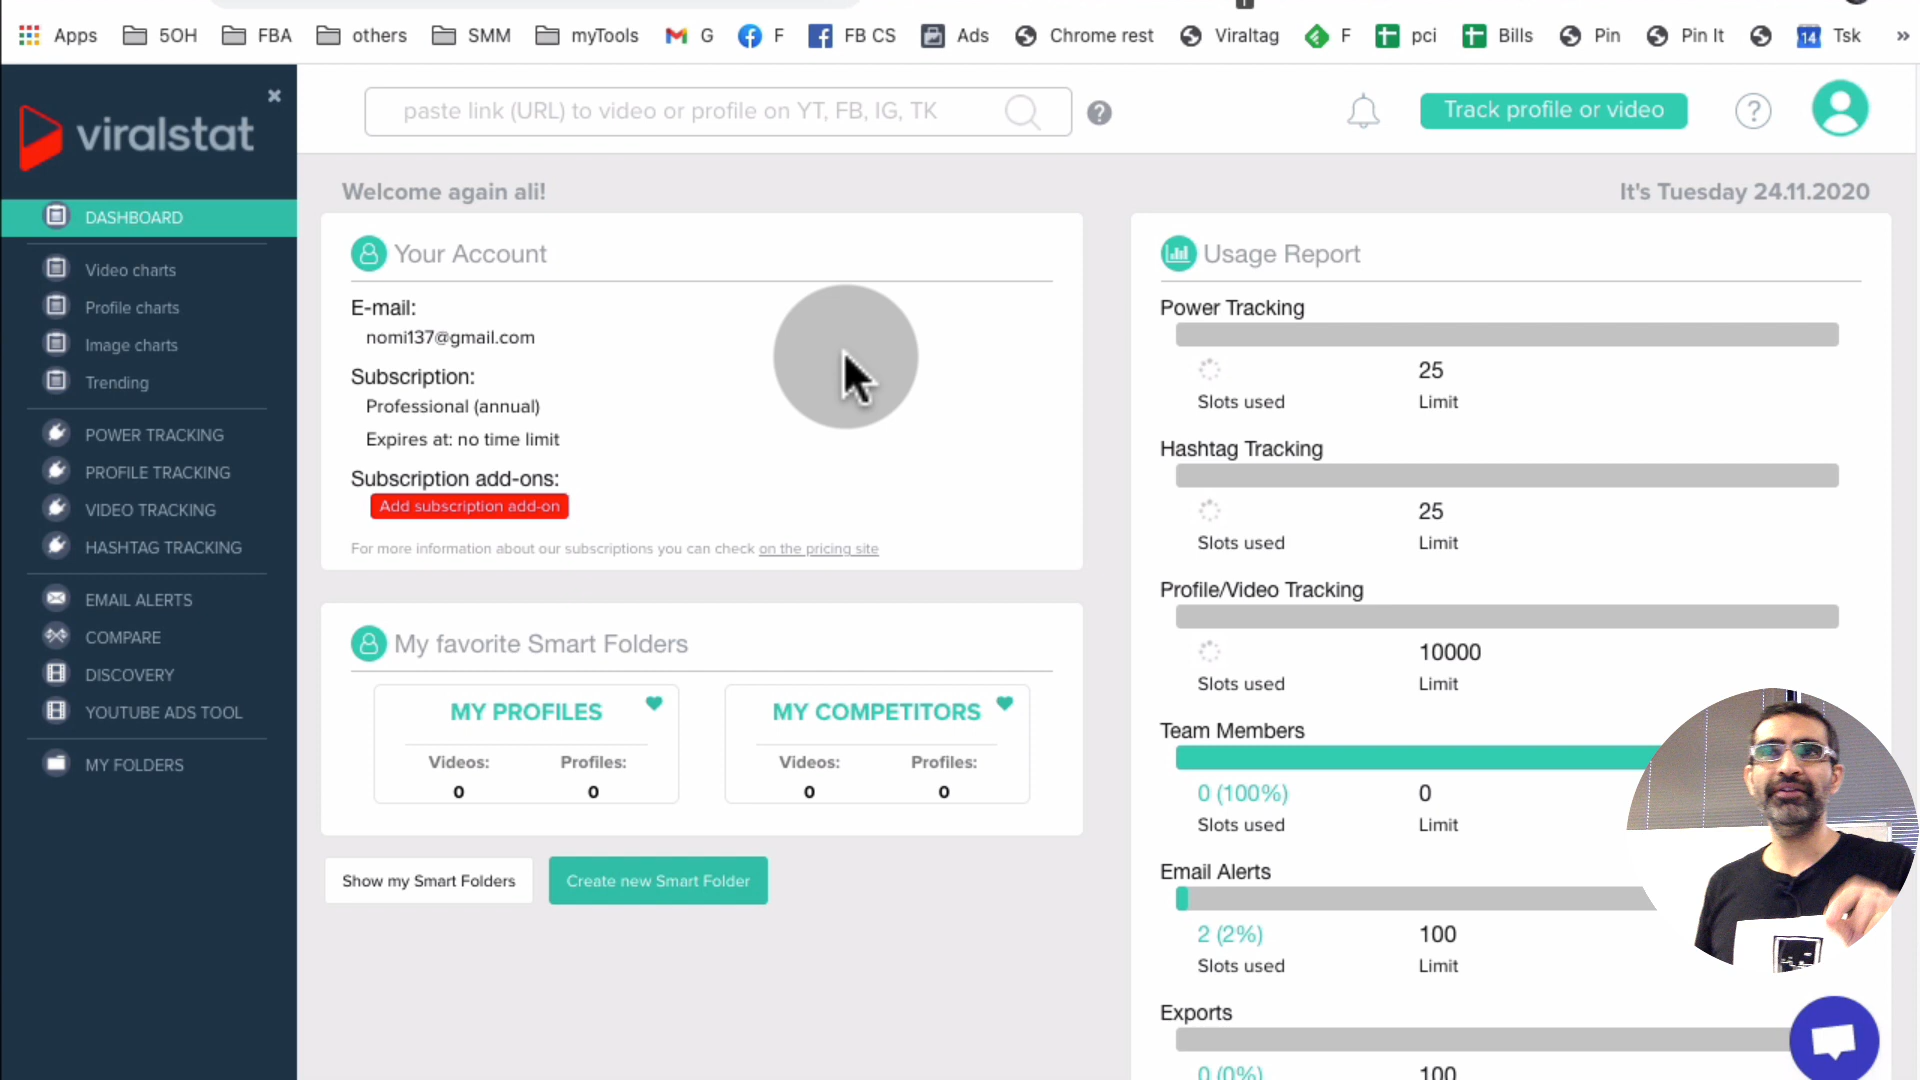 Apps 5OH FBA others SMM myTools G F FB CS Ads Chrome rest Viraltag F pci Bills Pin Pin It 14 Tsk »
viralstat
paste link (URL) to video or profile on YT, FB, IG, TK
Track profile or video
Welcome again ali!
It's Tuesday 24.11.2020
DASHBOARD
Video charts
Profile charts
Image charts
Trending
POWER TRACKING
PROFILE TRACKING
VIDEO TRACKING
HASHTAG TRACKING
EMAIL ALERTS
COMPARE
DISCOVERY
YOUTUBE ADS TOOL
MY FOLDERS
Your Account
E-mail:
nomi137@gmail.com
Subscription:
Professional (annual)
Expires at: no time limit
Subscription add-ons:
Add subscription add-on
For more information about our subscriptions you can check on the pricing site
My favorite Smart Folders
MY PROFILES
Videos: Profiles:
0 0
MY COMPETITORS
Videos: Profiles:
0 0
Show my Smart Folders
Create new Smart Folder
Usage Report
Power Tracking
25
Slots used Limit
Hashtag Tracking
25
Slots used Limit
Profile/Video Tracking
10000
Slots used Limit
Team Members
0 (100%) 0
Slots used Limit
Email Alerts
2 (2%) 100
Slots used Limit
Exports
0 (0%) 100